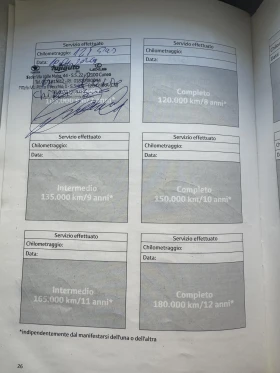 Servizio effettuato
Chilometraggio:
Data:
Servizio effettuato
Chilometraggio:
Data:
Completo
120.000 km/8 anni*
Servizio effettuato
Chilometraggio:
Data:
Intermedio
135.000 km/9 anni*
Servizio effettuato
Chilometraggio:
Data:
Completo
150.000 km/10 anni*
Servizio effettuato
Chilometraggio:
Data:
Intermedio
165.000 km/11 anni*
Servizio effettuato
Chilometraggio:
Data:
Completo
180.000 km/12 anni*
*indipendentemente dal manifestarsi dell'una o dell'altra
26